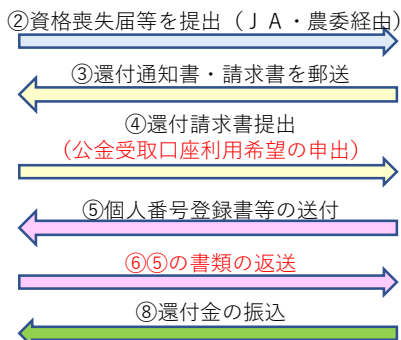 ②資格喪失届等を提出（ＪＡ・農委経由）
③還付通知書・請求書を郵送
④還付請求書提出
（公金受取口座利用希望の申出）
⑤個人番号登録書等の送付
⑥⑤の書類の返送
⑧還付金の振込